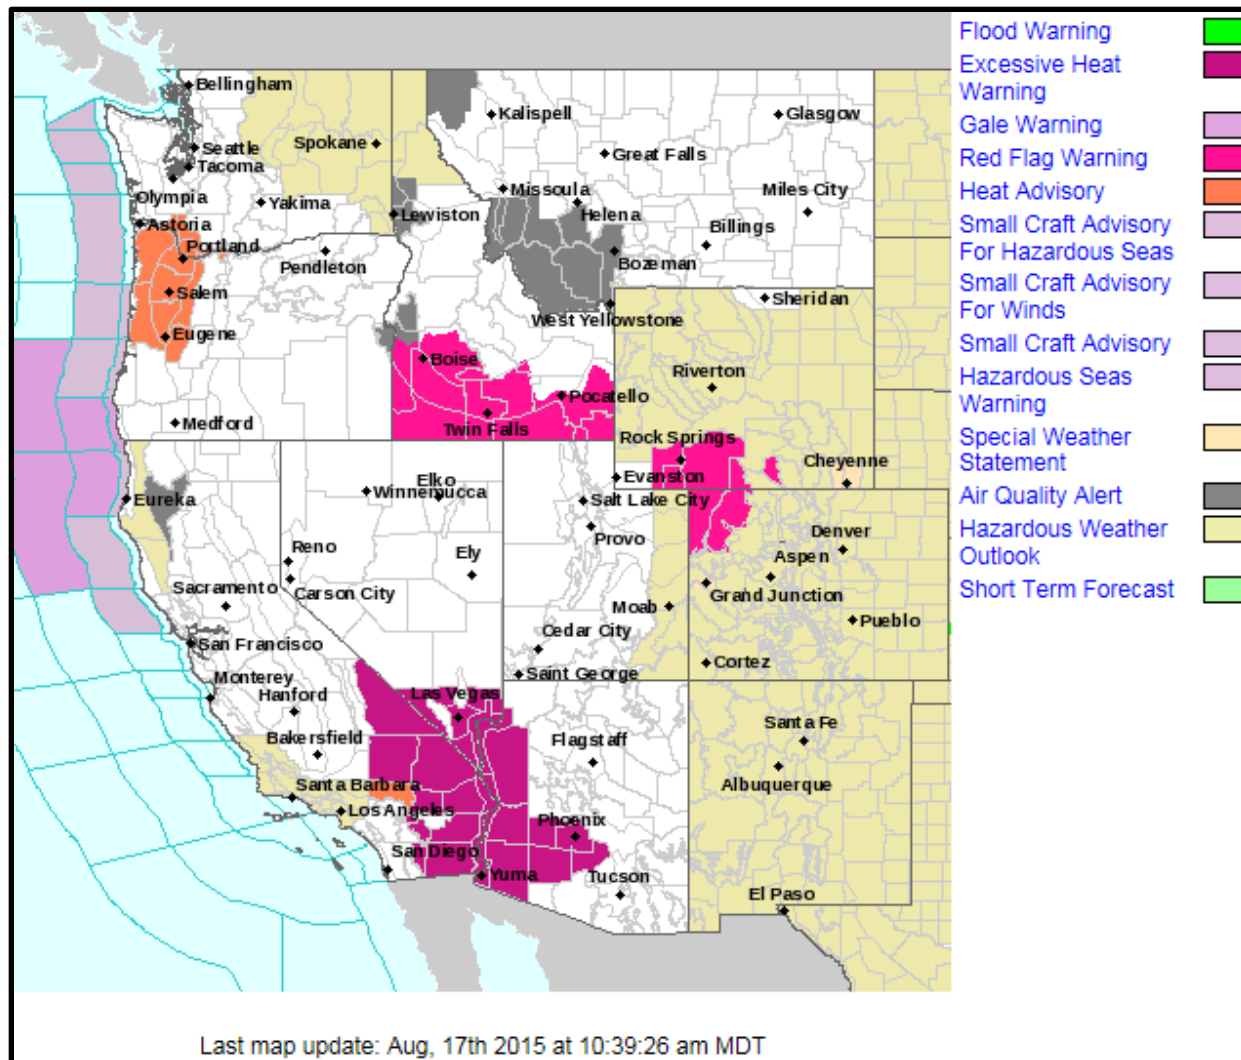 Bellingham
Kalispell
Glasgow
Seattle
Spokane
Great Falls
Tacoma
Olympia
Missoula
Miles City
Yakima
Lewiston
Helena
Astoria
Billings
Portland
Pendleton
Bozeman
Salem
Sheridan
West Yellowstone
Eugene
Boise
Riverton
Pocatello
Medford
Twin Falls
Rock Springs
Cheyenne
Elko
Evanston
Eureka
Winnemucca
Salt Lake City
Denver
Provo
Reno
Ely
Aspen
Sacramento
Carson City
Grand Junction
Moab
Pueblo
Cedar City
San Francisco
Cortez
Saint George
Monterey
Hanford
Las Vegas
Santa Fe
Bakersfield
Flagstaff
Santa Barbara
Albuquerque
Los Angeles
Phoenix
San Diego
Yuma
Tucson
El Paso
Flood Warning
Excessive Heat
Warning
Gale Warning
Red Flag Warning
Heat Advisory
Small Craft Advisory
For Hazardous Seas
Small Craft Advisory
For Winds
Small Craft Advisory
Hazardous Seas
Warning
Special Weather
Statement
Air Quality Alert
Hazardous Weather
Outlook
Short Term Forecast
Last map update: Aug, 17th 2015 at 10:39:26 am MDT